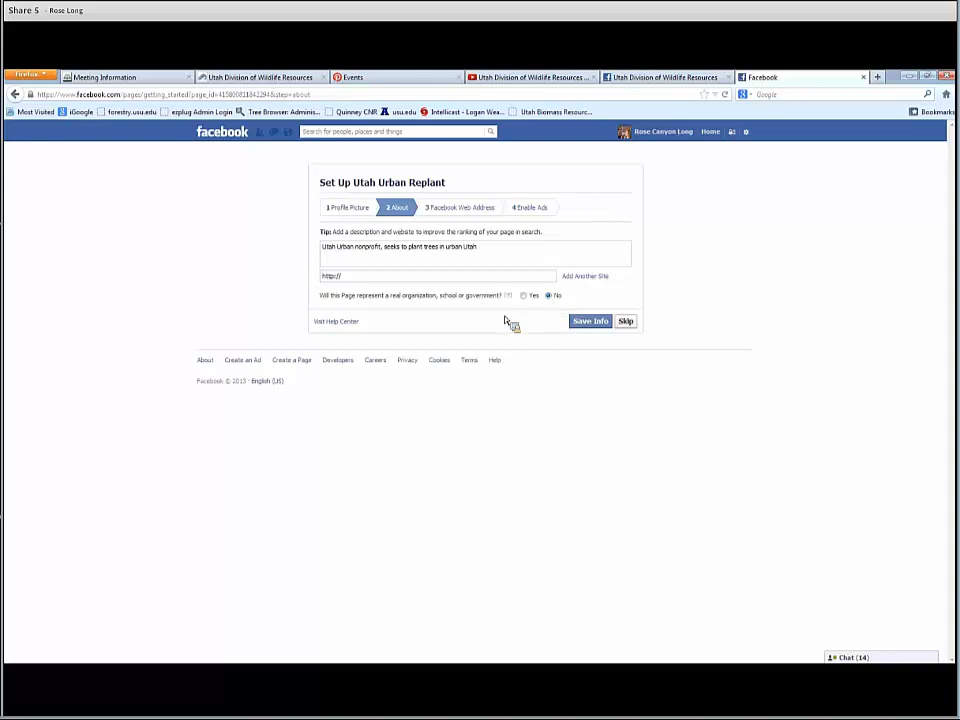 Share 5 - Rose Long
Firefox
Meeting Information
Utah Division of Wildlife Resources
Events
Utah Division of Wildlife Resources ...
Utah Division of Wildlife Resources
Facebook
Google
Most Visited
iGoogle
forestry.usu.edu
ezplug Admin Login
Tree Browser: Adminis...
Quinney CNR
usu.edu
Intellicast - Logan Wea...
Utah Biomass Resourc...
Bookmarks
facebook
Search for people, places and things
Rose Canyon Long
Home
Set Up Utah Urban Replant
1 Profile Picture
2 About
3 Facebook Web Address
4 Enable Ads
Tip: Add a description and website to improve the ranking of your page in search.
Utah Urban nonprofit, seeks to plant trees in urban Utah
http://
Add Another Site
Will this Page represent a real organization, school or government? [?] Yes No
Visit Help Center
Save Info
Skip
About Create an Ad Create a Page Developers Careers Privacy Cookies Terms Help
Facebook © 2013 · English (US)
Chat (14)